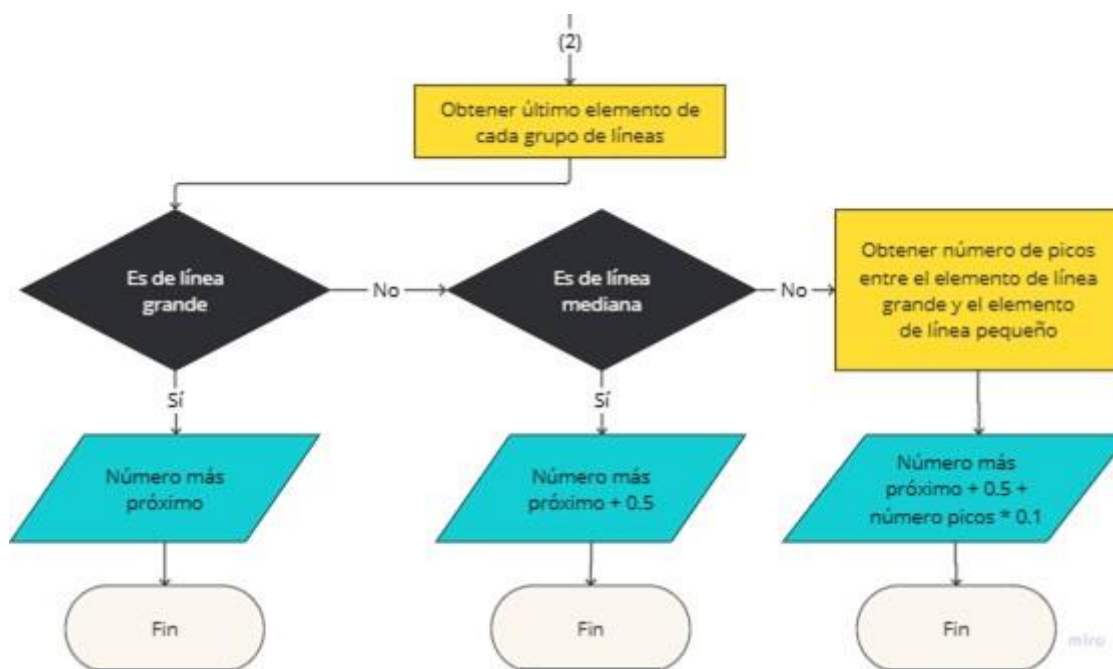 (2)
Obtener último elemento de
cada grupo de líneas
Es de línea
grande
No
Es de línea
mediana
No
Obtener número de picos
entre el elemento de línea
grande y el elemento
de línea pequeño
Sí
Sí
Número más
próximo
Número más
próximo + 0.5
Número más
próximo + 0.5 +
número picos * 0.1
Fin
Fin
Fin
miro